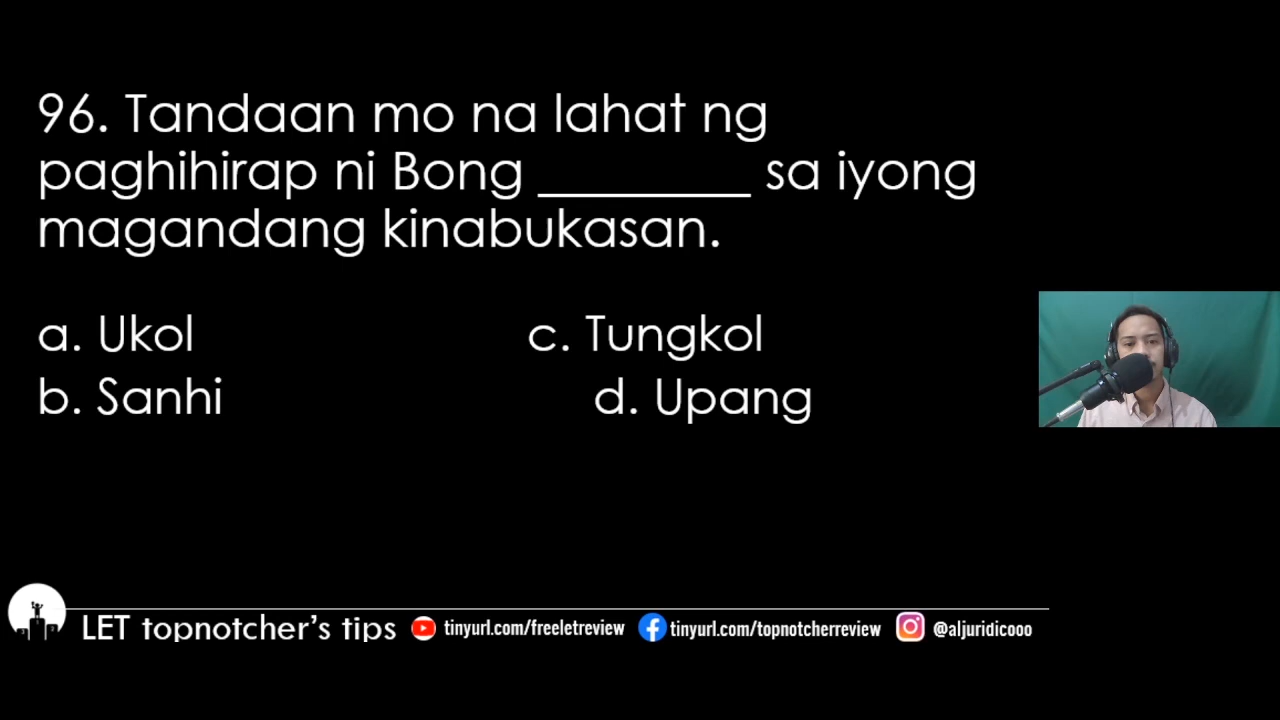 96. Tandaan mo na lahat ng
paghihirap ni Bong ________ sa iyong
magandang kinabukasan.
a. Ukol c. Tungkol
b. Sanhi d. Upang
LET topnotcher's tips tinyurl.com/freeletreview tinyurl.com/topnotcherreview @aljuridicooo